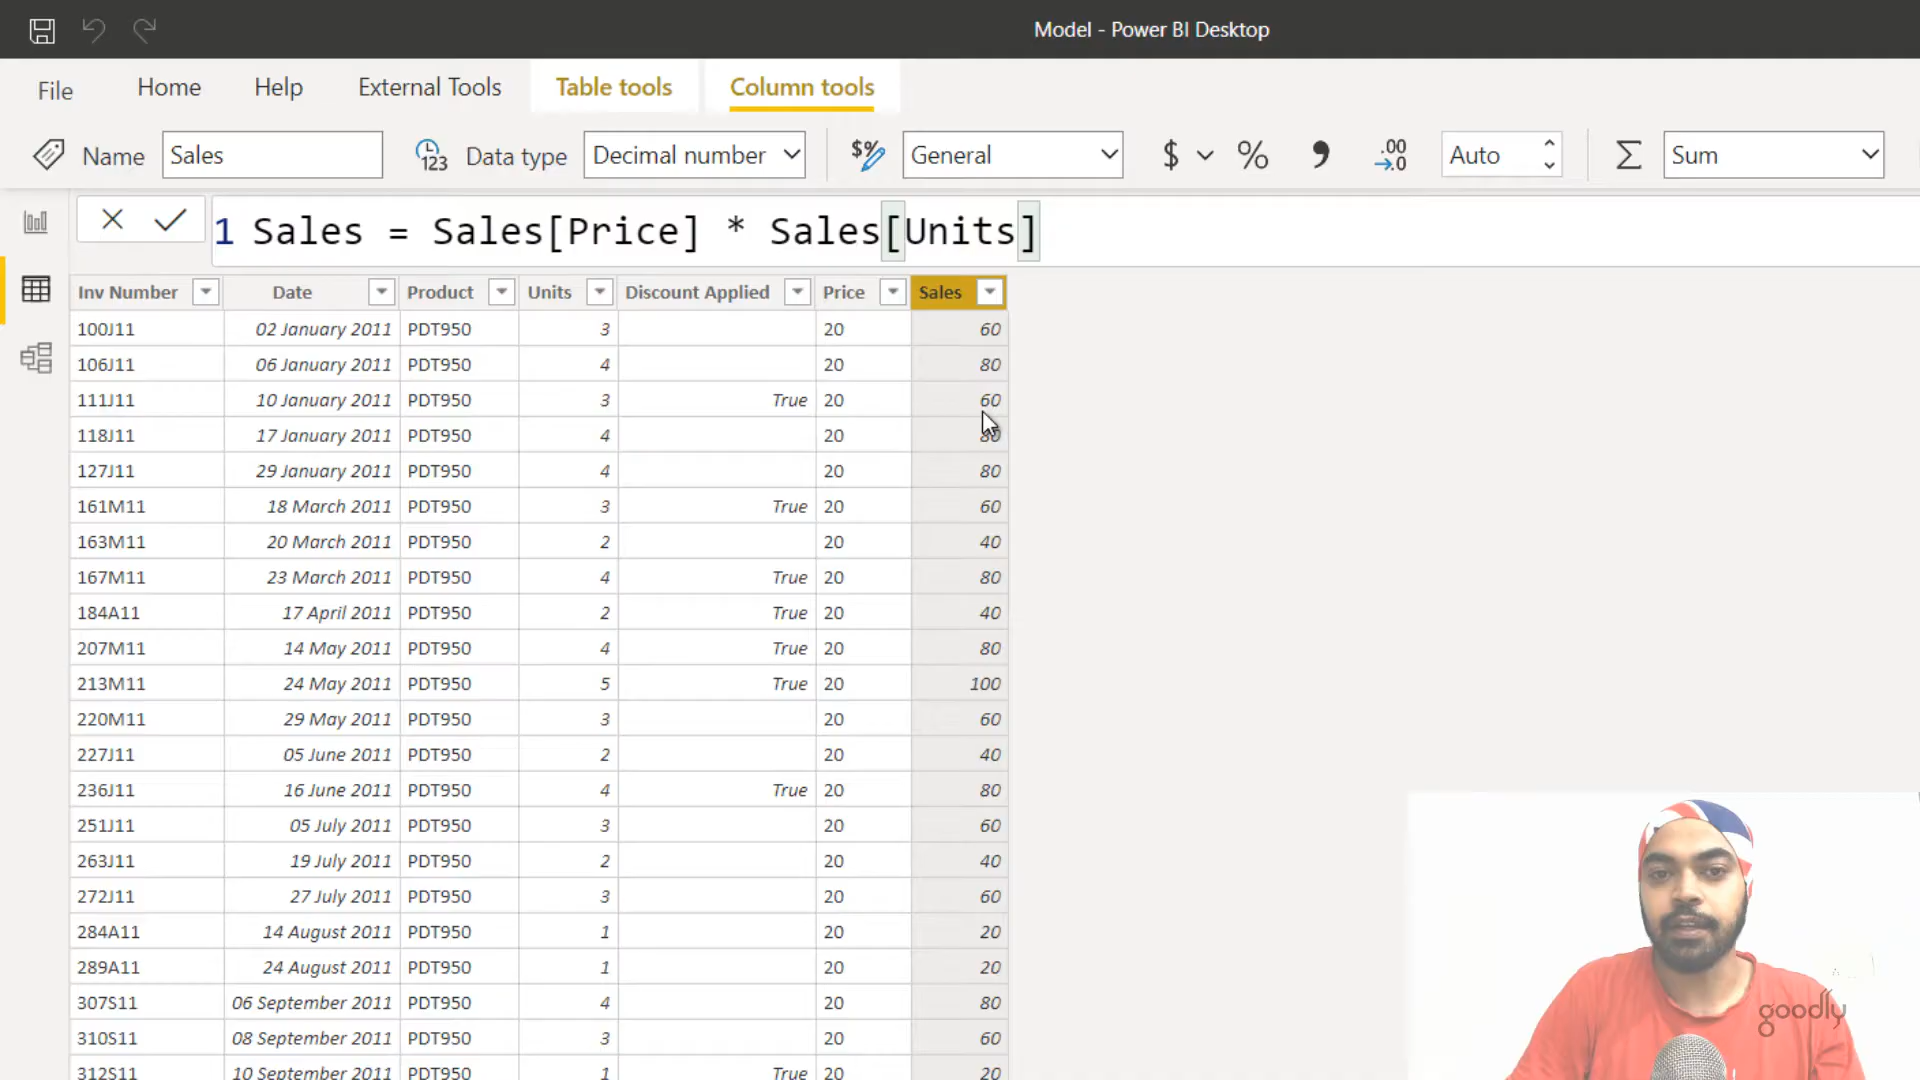 Model - Power BI Desktop
File Home Help External Tools Table tools Column tools
Name Sales Data type Decimal number General $ % , .00 →.0 Auto Σ Sum
1 Sales = Sales[Price] * Sales[Units]
Inv Number Date Product Units Discount Applied Price Sales
100J11 02 January 2011 PDT950 3 20 60
106J11 06 January 2011 PDT950 4 20 80
111J11 10 January 2011 PDT950 3 True 20 60
118J11 17 January 2011 PDT950 4 20 80
127J11 29 January 2011 PDT950 4 20 80
161M11 18 March 2011 PDT950 3 True 20 60
163M11 20 March 2011 PDT950 2 20 40
167M11 23 March 2011 PDT950 4 True 20 80
184A11 17 April 2011 PDT950 2 True 20 40
207M11 14 May 2011 PDT950 4 True 20 80
213M11 24 May 2011 PDT950 5 True 20 100
220M11 29 May 2011 PDT950 3 20 60
227J11 05 June 2011 PDT950 2 20 40
236J11 16 June 2011 PDT950 4 True 20 80
251J11 05 July 2011 PDT950 3 20 60
263J11 19 July 2011 PDT950 2 20 40
272J11 27 July 2011 PDT950 3 20 60
284A11 14 August 2011 PDT950 1 20 20
289A11 24 August 2011 PDT950 1 20 20
307S11 06 September 2011 PDT950 4 20 80
310S11 08 September 2011 PDT950 3 20 60
312S11 10 September 2011 PDT950 1 True 20 20
goodly